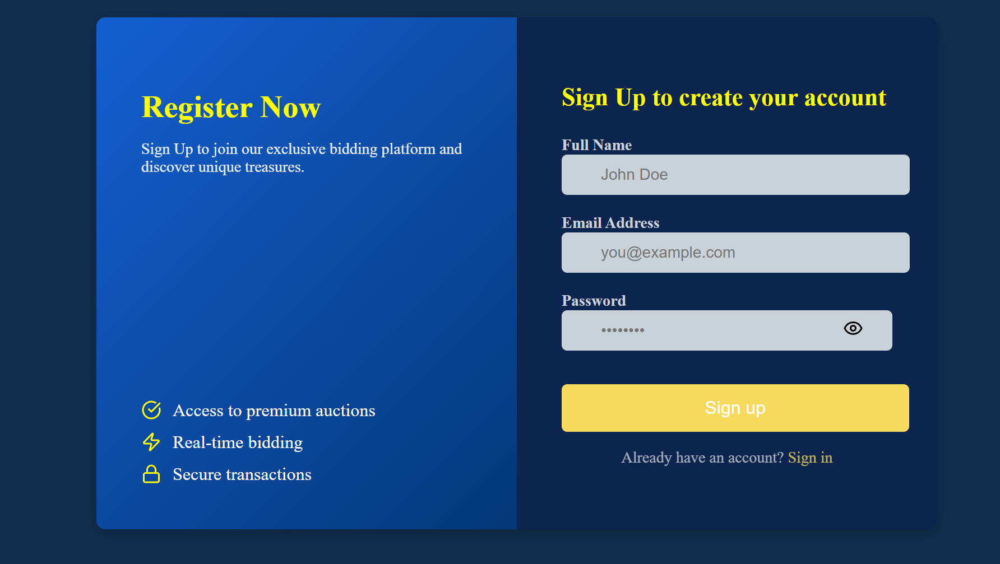 Register Now
Sign Up to join our exclusive bidding platform and
discover unique treasures.
Access to premium auctions
Real-time bidding
Secure transactions
Sign Up to create your account
Full Name
John Doe
Email Address
you@example.com
Password
••••••••
Sign up
Already have an account? Sign in